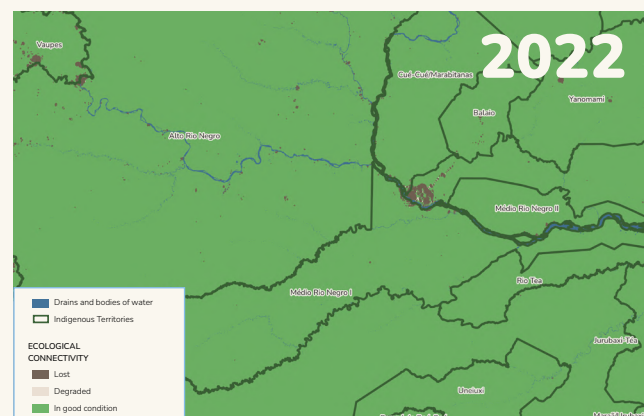 2022
Vaupes
Cué-Cué/Marabitanas
Balaio
Yanomami
Alto Rio Negro
Médio Rio Negro II
Médio Rio Negro I
Rio Tea
Jurubaxi-Téa
Uneiuxi
Drains and bodies of water
Indigenous Territories
ECOLOGICAL
CONNECTIVITY
Lost
Degraded
In good condition